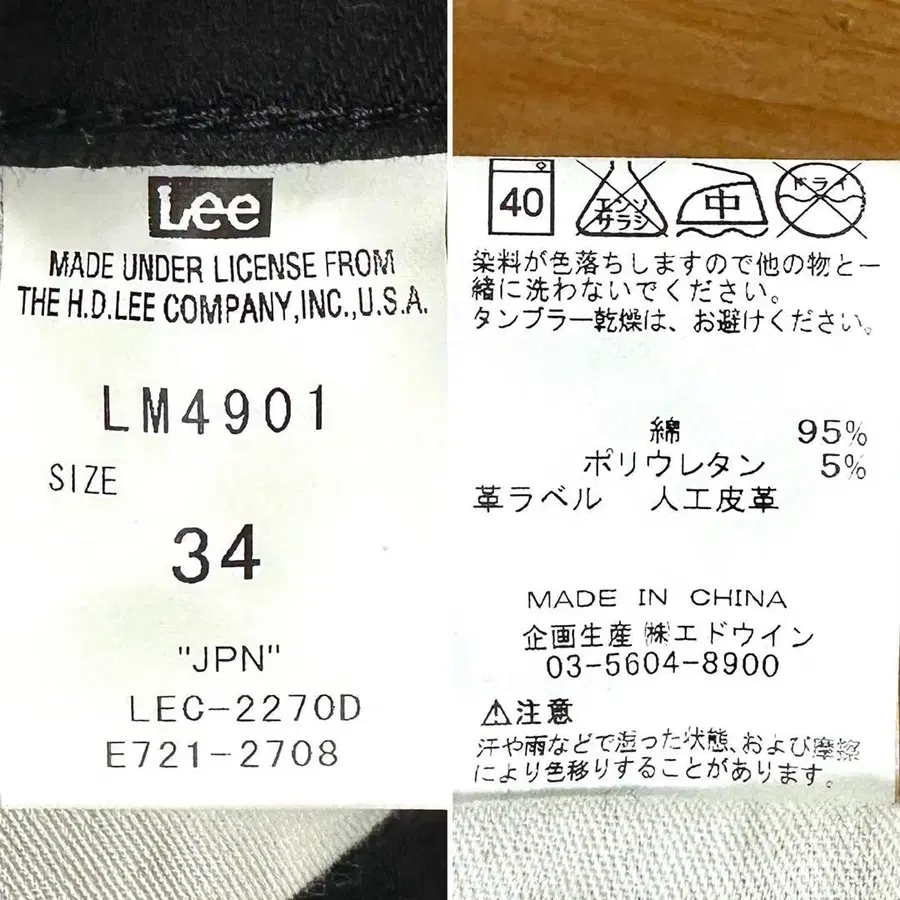 Lee
MADE UNDER LICENSE FROM
THE H.D.LEE COMPANY,INC.,U.S.A.
LM4901
SIZE
34
"JPN"
LEC-2270D
E721-2708
40
エンソ
サラシ
中
ドライ
染料が色落ちしますので他の物と一
緒に洗わないでください。
タンブラー乾燥は、お避けください。
綿 95%
ポリウレタン 5%
革ラベル 人工皮革
MADE IN CHINA
企画生産 ㈱エドウイン
03-5604-8900
⚠注意
汗や雨などで湿った状態、および摩擦
により色移りすることがあります。